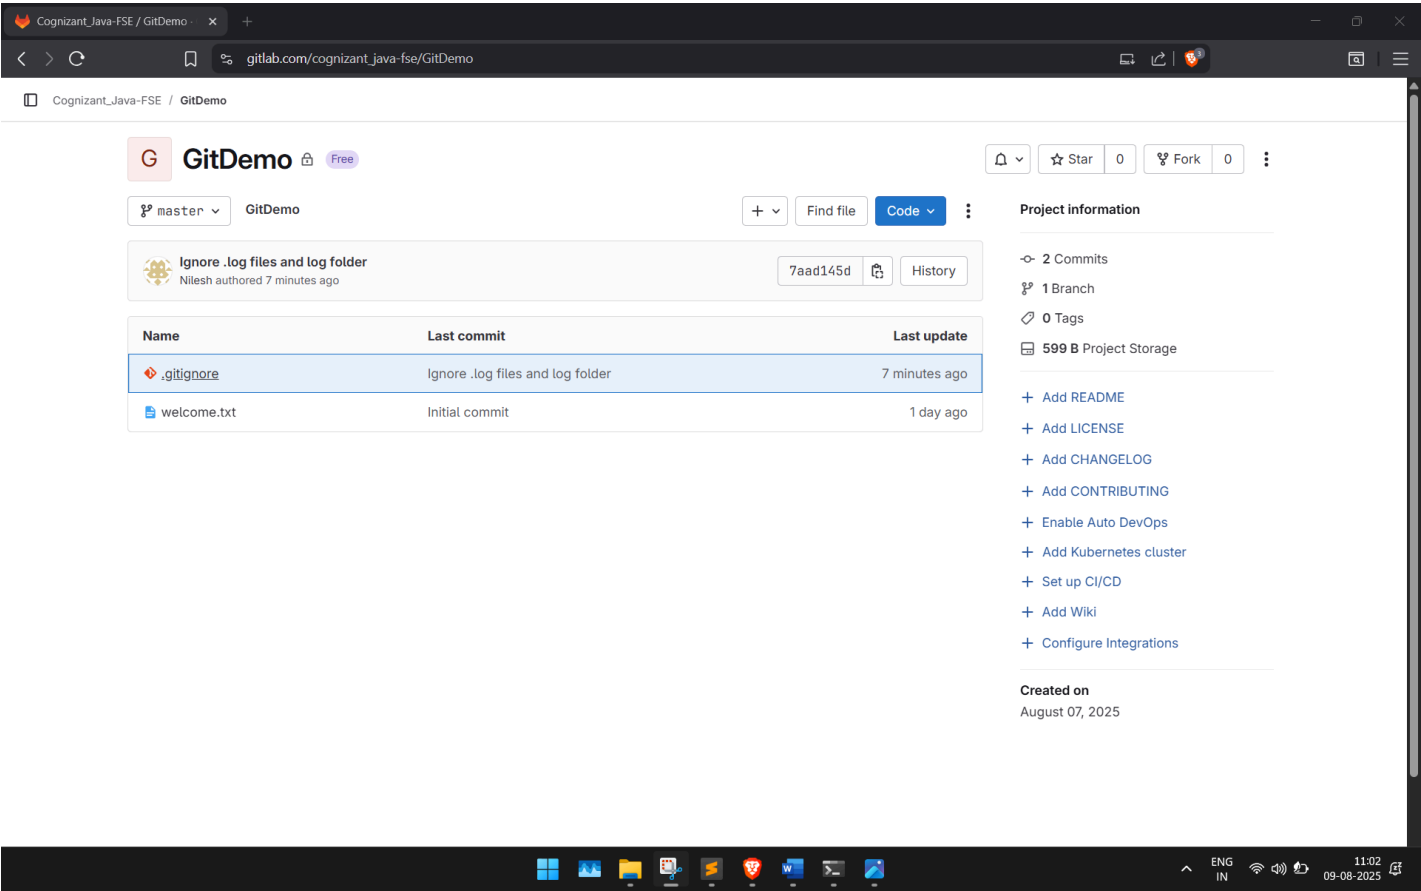 Cognizant_Java-FSE / GitDemo ·
gitlab.com/cognizant_java-fse/GitDemo
3
Cognizant_Java-FSE / GitDemo
G GitDemo Free
Star 0 Fork 0
master GitDemo
Find file Code
Ignore .log files and log folder
Nilesh authored 7 minutes ago
7aad145d History
Name Last commit Last update
.gitignore Ignore .log files and log folder 7 minutes ago
welcome.txt Initial commit 1 day ago
Project information
2 Commits
1 Branch
0 Tags
599 B Project Storage
Add README
Add LICENSE
Add CHANGELOG
Add CONTRIBUTING
Enable Auto DevOps
Add Kubernetes cluster
Set up CI/CD
Add Wiki
Configure Integrations
Created on
August 07, 2025
ENG
IN
11:02
09-08-2025